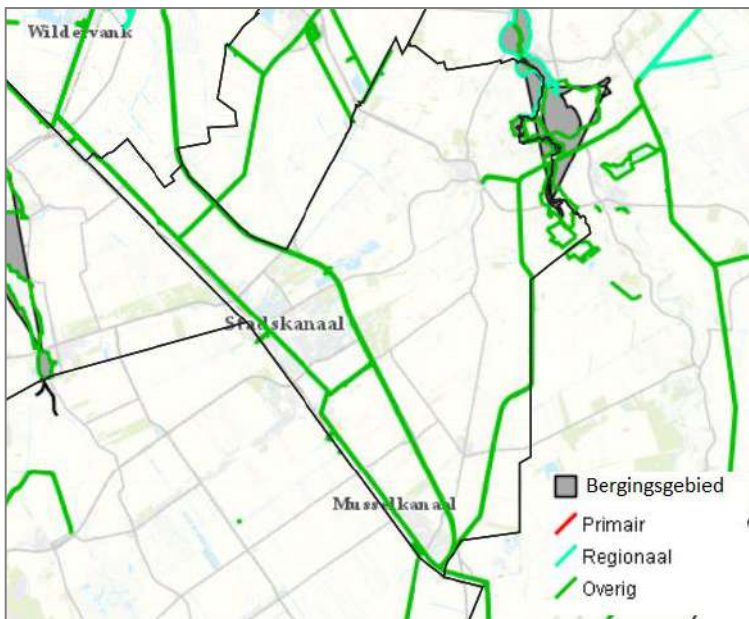 Wildervank
Stadskanaal
Musselkanaal
Bergingsgebied
Primair
Regionaal
Overig